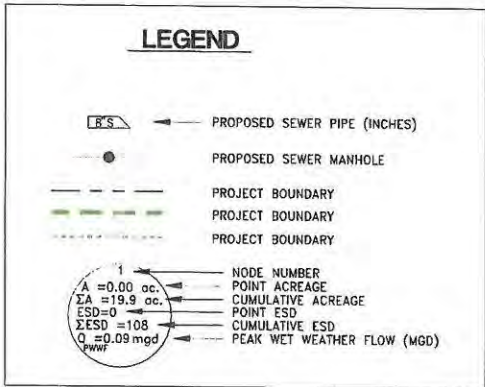 LEGEND
8"S PROPOSED SEWER PIPE (INCHES)
PROPOSED SEWER MANHOLE
PROJECT BOUNDARY
PROJECT BOUNDARY
PROJECT BOUNDARY
1 NODE NUMBER
A =0.00 ac. POINT ACREAGE
ΣA =19.9 ac. CUMULATIVE ACREAGE
ESD=0 POINT ESD
ΣESD =108 CUMULATIVE ESD
Q =0.09 mgd PEAK WET WEATHER FLOW (MGD)
PWWF